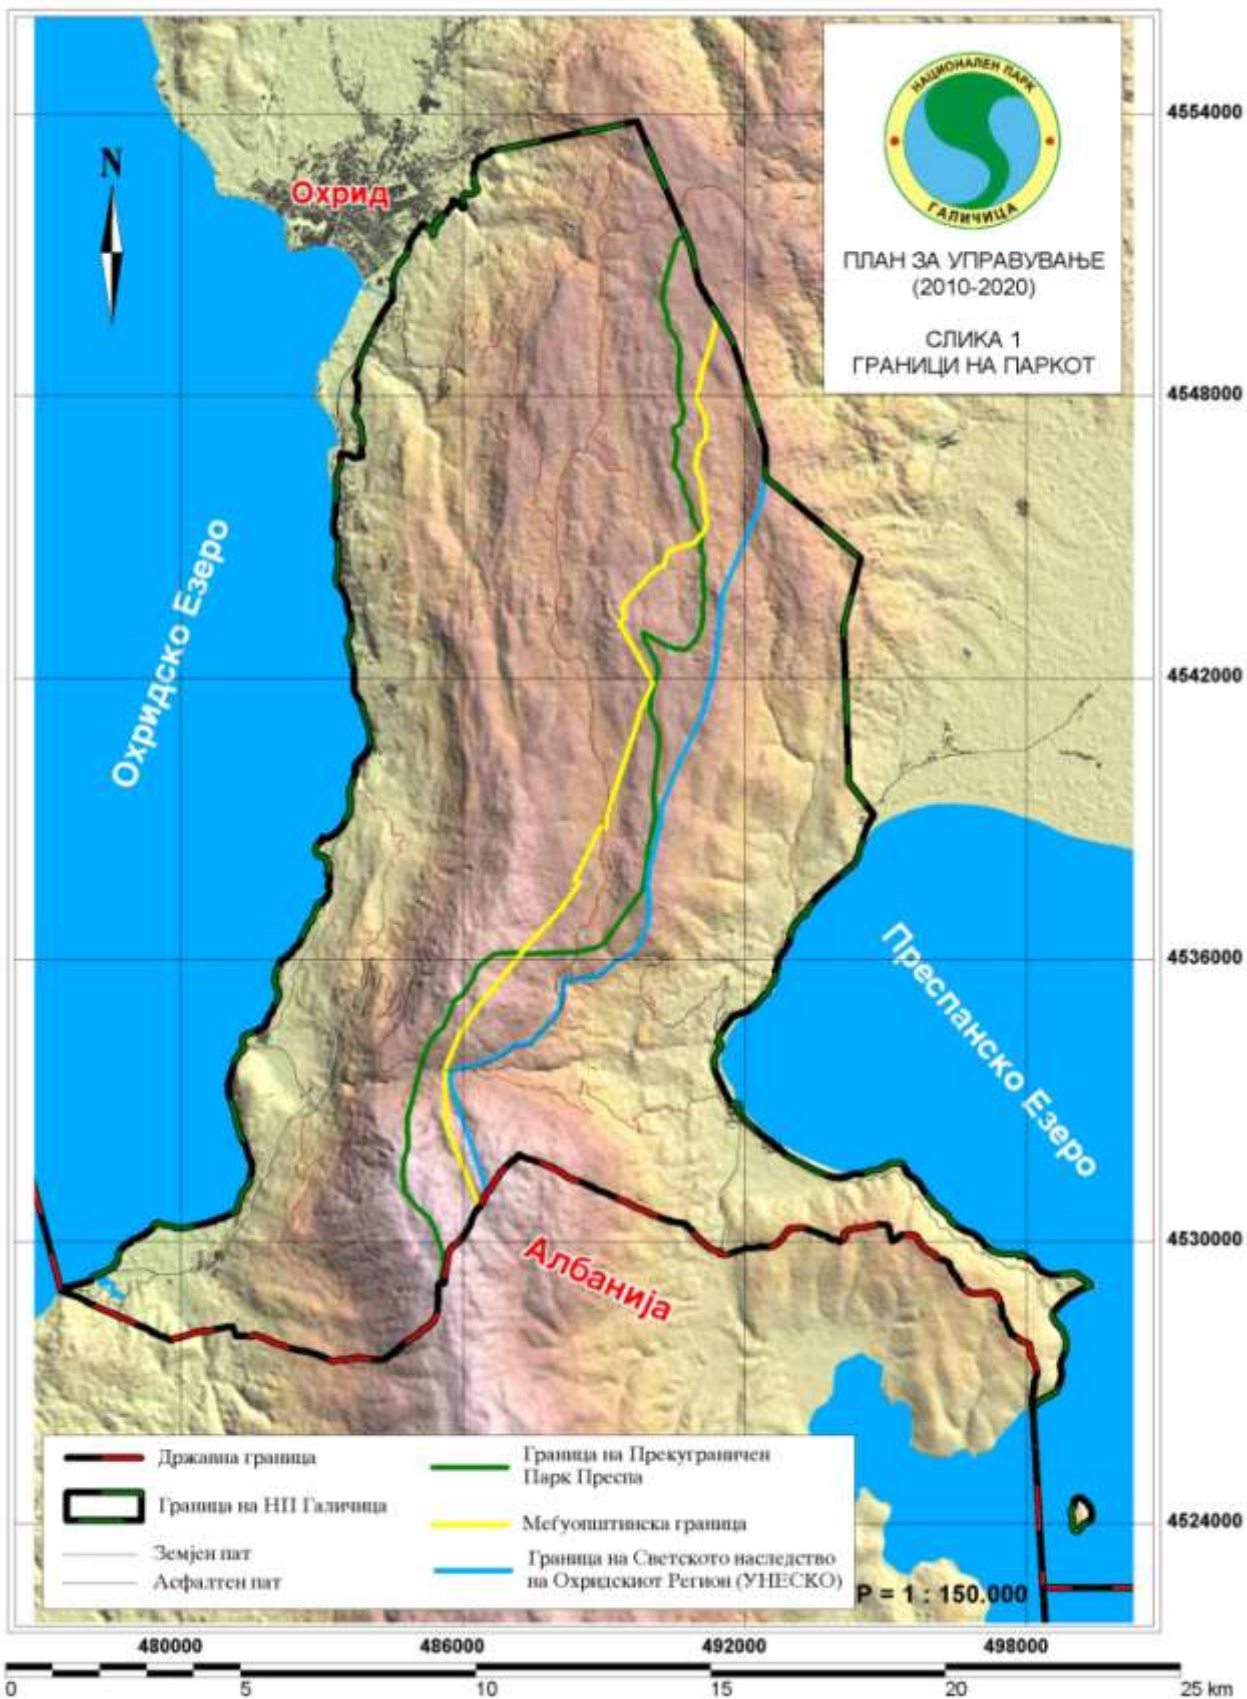 НАЦИОНАЛЕН ПАРК
ГАЛИЧИЦА
ПЛАН ЗА УПРАВУВАЊЕ
(2010-2020)
СЛИКА 1
ГРАНИЦИ НА ПАРКОТ
N
Охрид
Охридско Езеро
Преспанско Езеро
Албанија
4554000
4548000
4542000
4536000
4530000
4524000
Државна граница
Граница на НП Галичица
Земјен пат
Асфалтен пат
Граница на Прекуграничен
Парк Преспа
Меѓуопштинска граница
Граница на Светското наследство
на Охридскиот Регион (УНЕСКО)
Р = 1 : 150.000
480000 486000 492000 498000
0 5 10 15 20 25 km